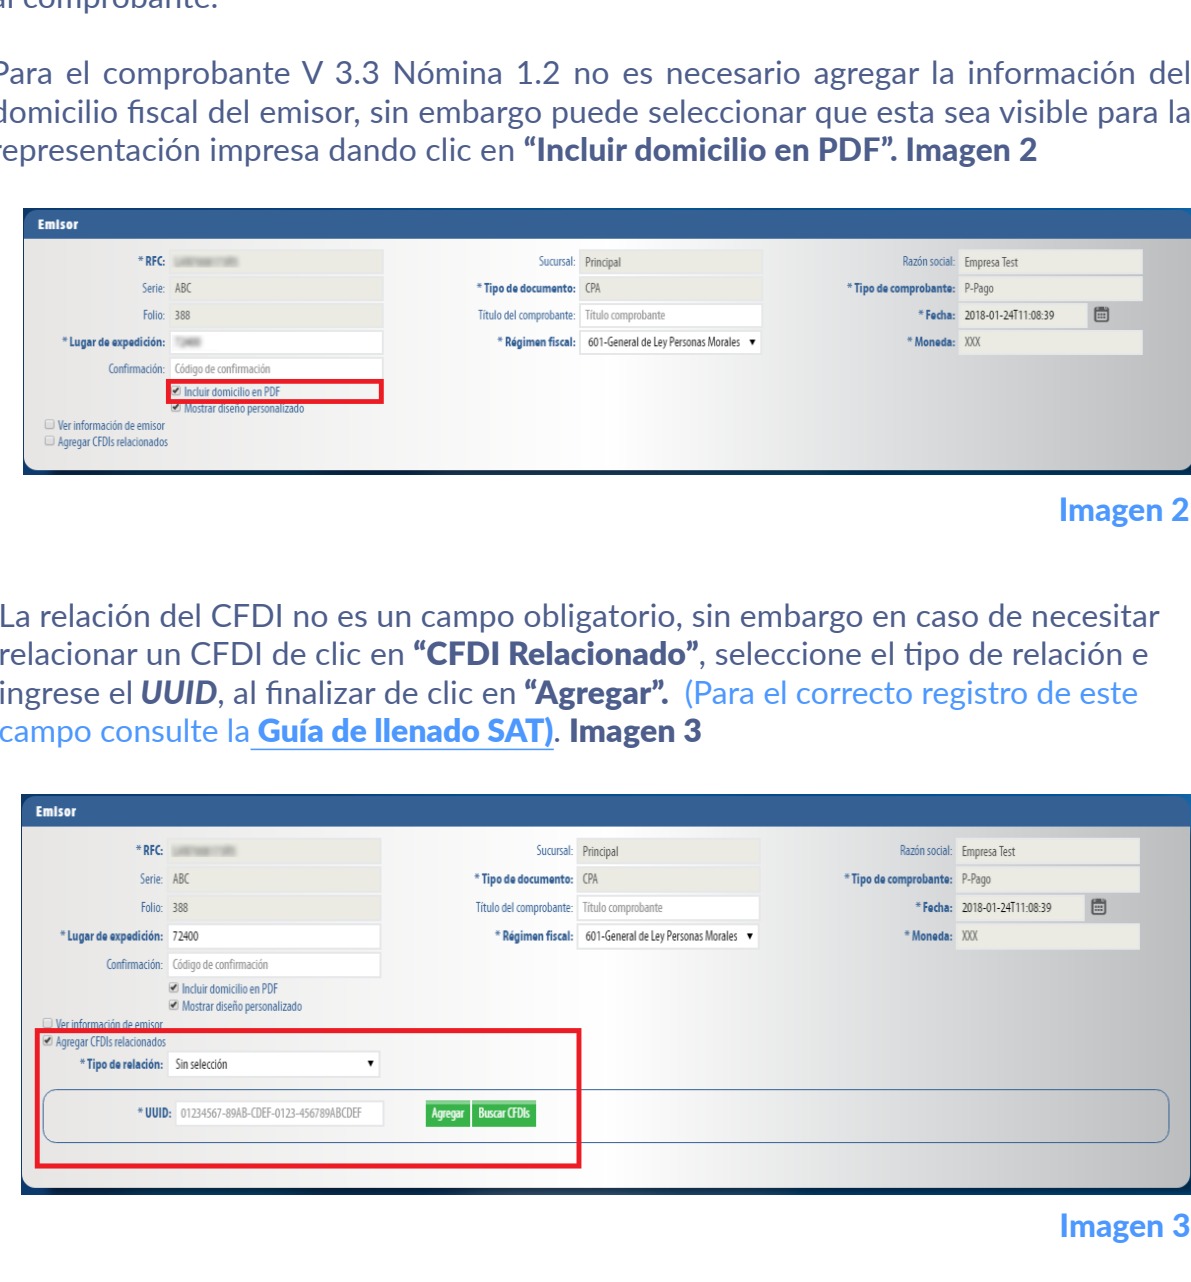 al comprobante.
Para el comprobante V 3.3 Nómina 1.2 no es necesario agregar la información del
domicilio fiscal del emisor, sin embargo puede seleccionar que esta sea visible para la
representación impresa dando clic en “Incluir domicilio en PDF”. Imagen 2
Emisor
* RFC:
Sucursal: Principal
Razón social: Empresa Test
Serie: ABC
* Tipo de documento: CPA
* Tipo de comprobante: P-Pago
Folio: 388
Título del comprobante: Título comprobante
* Fecha: 2018-01-24T11:08:39
* Lugar de expedición:
* Régimen fiscal: 601-General de Ley Personas Morales
* Moneda: XXX
Confirmación: Código de confirmación
Incluir domicilio en PDF
Mostrar diseño personalizado
Ver información de emisor
Agregar CFDIs relacionados
Imagen 2
La relación del CFDI no es un campo obligatorio, sin embargo en caso de necesitar
relacionar un CFDI de clic en “CFDI Relacionado”, seleccione el tipo de relación e
ingrese el UUID, al finalizar de clic en “Agregar”. (Para el correcto registro de este
campo consulte la Guía de llenado SAT). Imagen 3
Emisor
* RFC:
Sucursal: Principal
Razón social: Empresa Test
Serie: ABC
* Tipo de documento: CPA
* Tipo de comprobante: P-Pago
Folio: 388
Título del comprobante: Título comprobante
* Fecha: 2018-01-24T11:08:39
* Lugar de expedición: 72400
* Régimen fiscal: 601-General de Ley Personas Morales
* Moneda: XXX
Confirmación: Código de confirmación
Incluir domicilio en PDF
Mostrar diseño personalizado
Ver información de emisor
Agregar CFDIs relacionados
* Tipo de relación: Sin selección
* UUID: 01234567-89AB-CDEF-0123-456789ABCDEF
Agregar Buscar CFDIs
Imagen 3